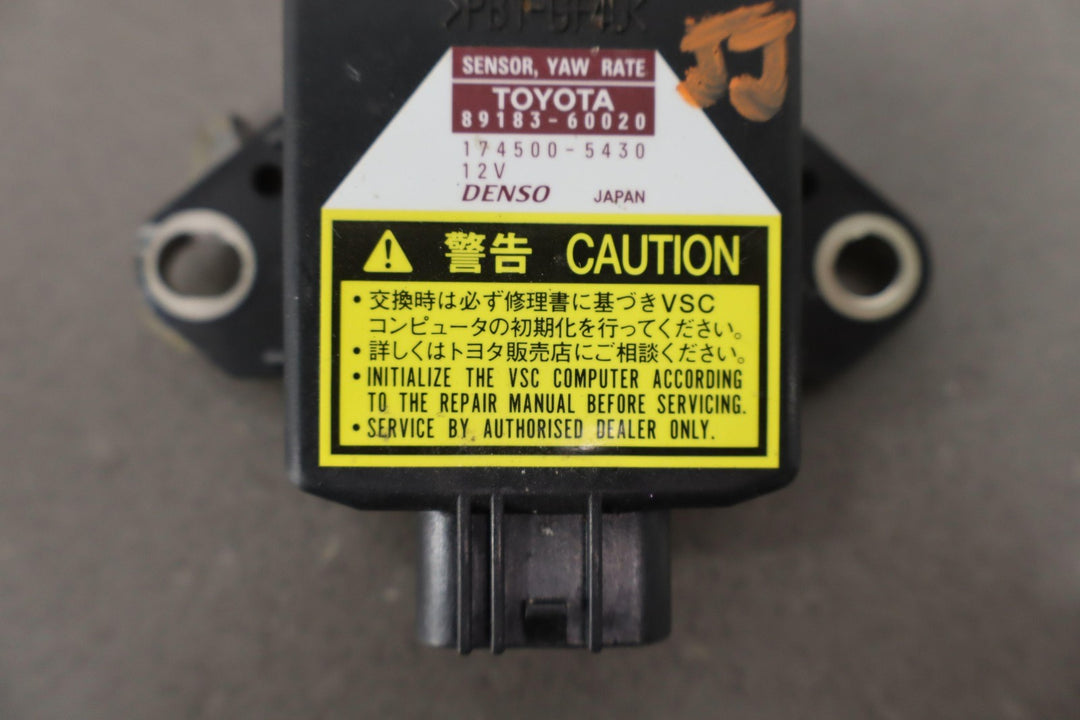 SENSOR, YAW RATE
TOYOTA
89183-60020
174500-5430
12V
DENSO JAPAN
警告 CAUTION
・交換時は必ず修理書に基づきVSC
コンピュータの初期化を行ってください。
・詳しくはトヨタ販売店にご相談ください。
・INITIALIZE THE VSC COMPUTER ACCORDING
TO THE REPAIR MANUAL BEFORE SERVICING.
・SERVICE BY AUTHORISED DEALER ONLY.